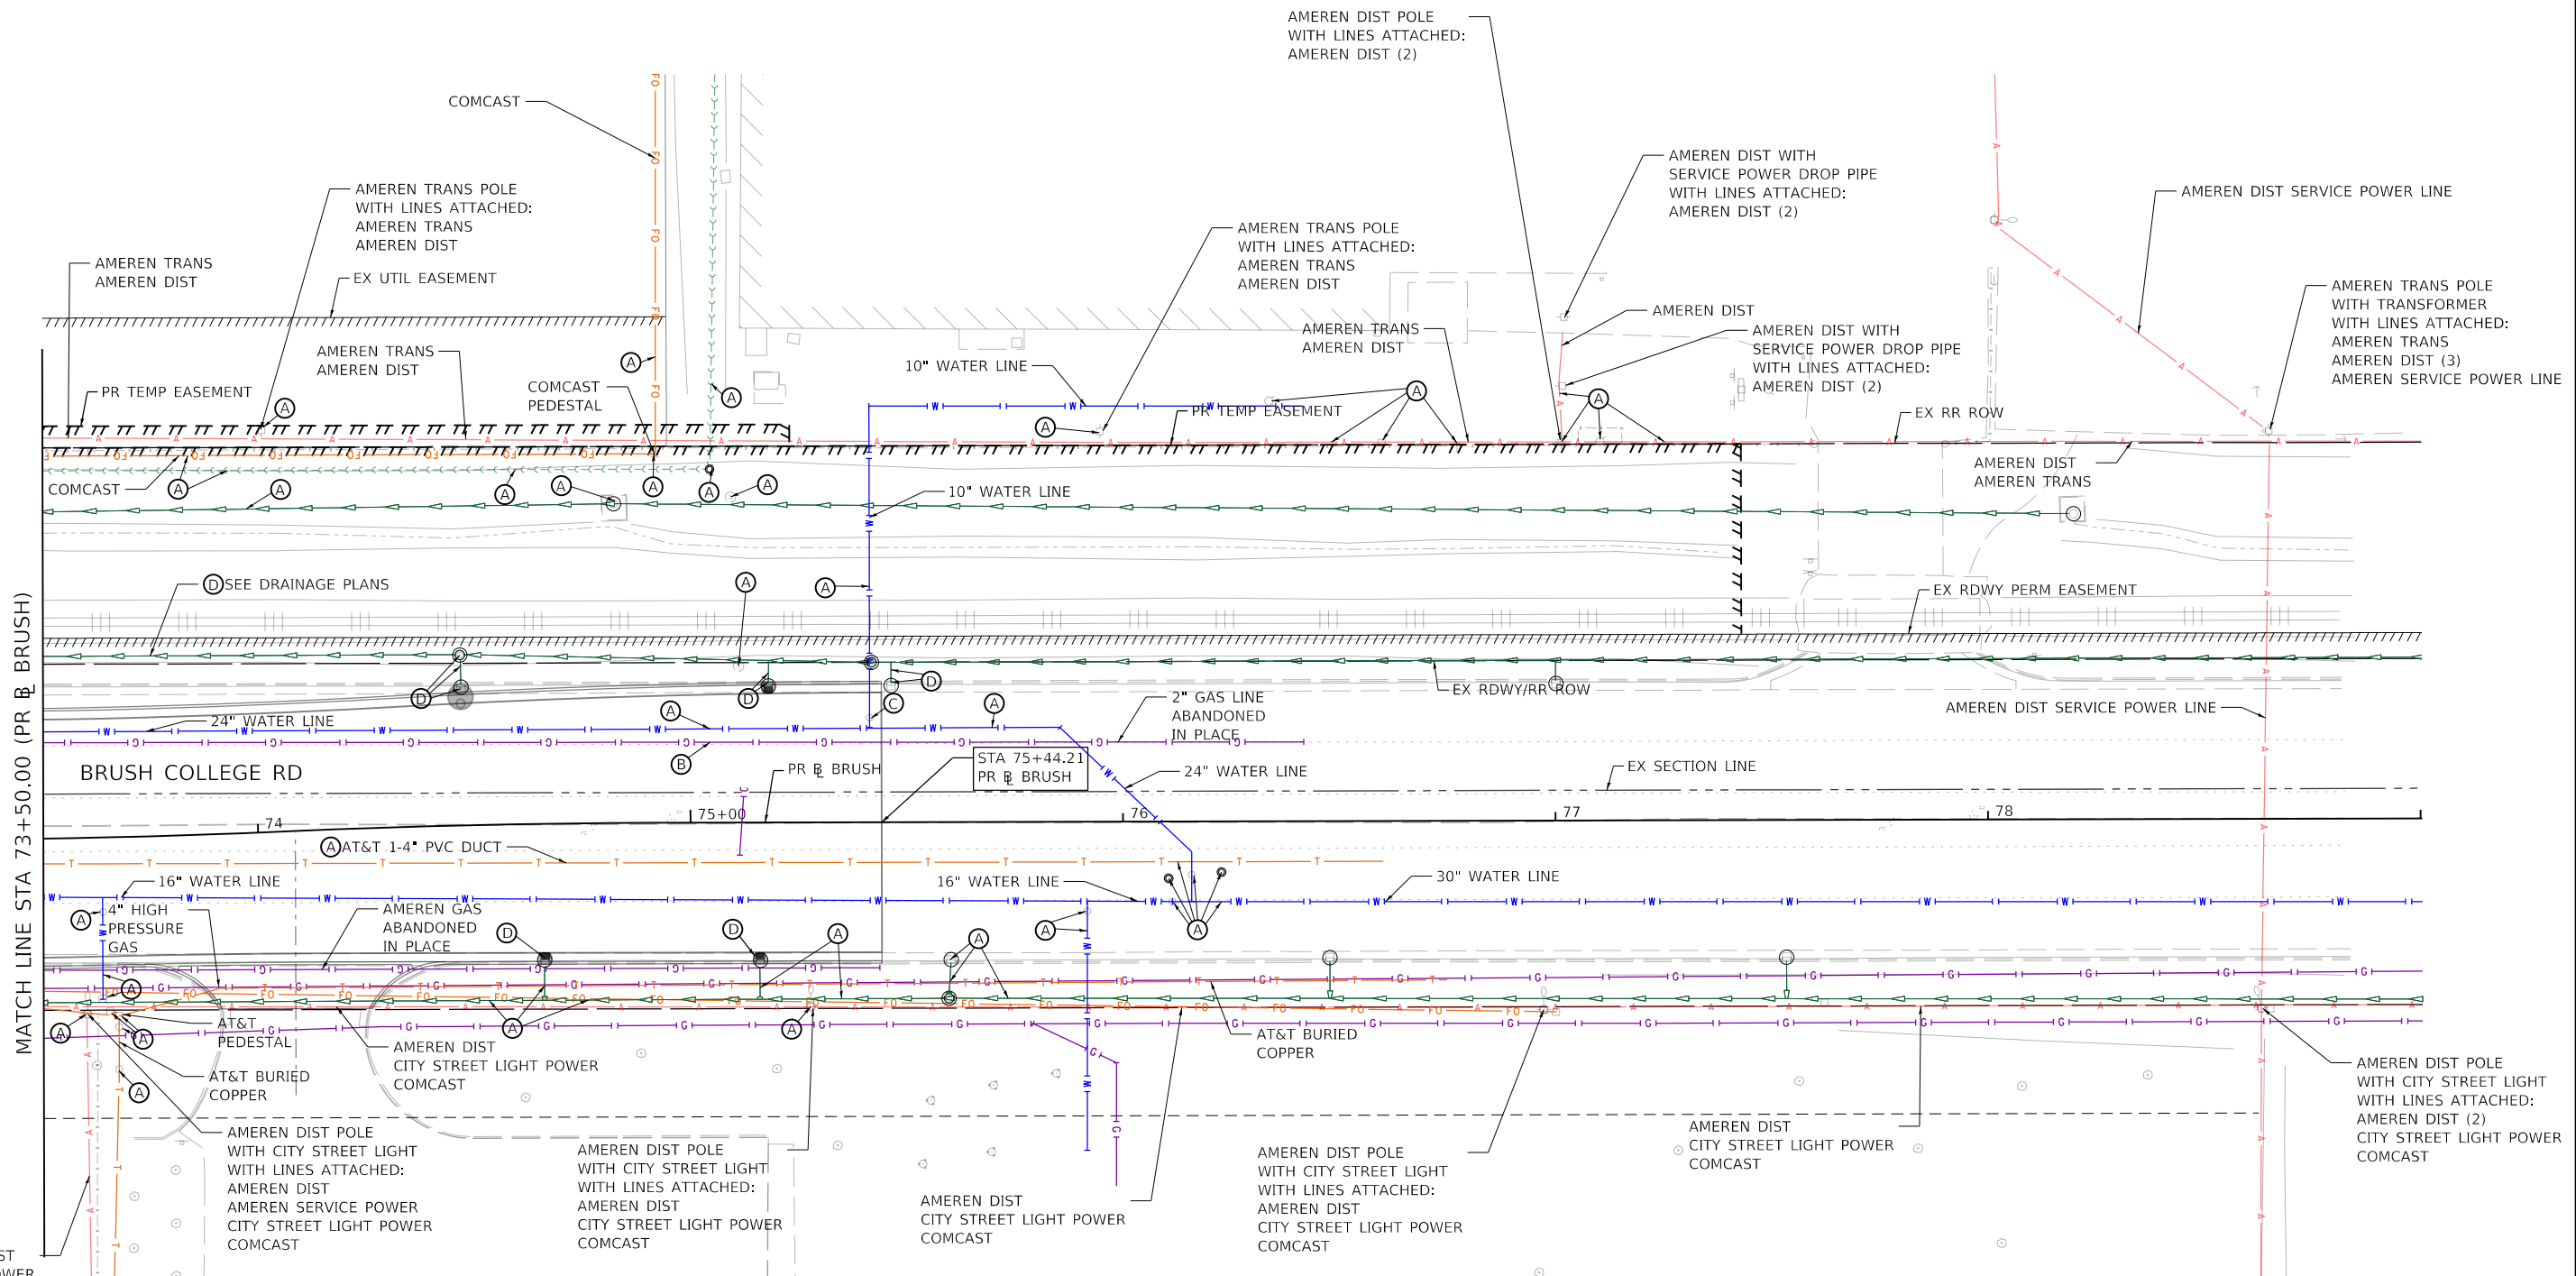 AMEREN DIST POLE
WITH LINES ATTACHED:
AMEREN DIST (2)
COMCAST
AMEREN DIST WITH
SERVICE POWER DROP PIPE
WITH LINES ATTACHED:
AMEREN DIST (2)
AMEREN DIST SERVICE POWER LINE
AMEREN TRANS POLE
WITH LINES ATTACHED:
AMEREN TRANS
AMEREN DIST
AMEREN TRANS POLE
WITH LINES ATTACHED:
AMEREN TRANS
AMEREN DIST
AMEREN TRANS
AMEREN DIST
EX UTIL EASEMENT
AMEREN TRANS POLE
WITH TRANSFORMER
WITH LINES ATTACHED:
AMEREN TRANS
AMEREN DIST (3)
AMEREN SERVICE POWER LINE
AMEREN DIST
AMEREN TRANS
AMEREN DIST
AMEREN DIST WITH
SERVICE POWER DROP PIPE
WITH LINES ATTACHED:
AMEREN DIST (2)
AMEREN TRANS
AMEREN DIST
10" WATER LINE
PR TEMP EASEMENT
COMCAST
PEDESTAL
PR TEMP EASEMENT
EX RR ROW
AMEREN DIST
AMEREN TRANS
COMCAST
10" WATER LINE
D SEE DRAINAGE PLANS
EX RDWY PERM EASEMENT
EX RDWY/RR ROW
2" GAS LINE
ABANDONED
IN PLACE
AMEREN DIST SERVICE POWER LINE
24" WATER LINE
BRUSH COLLEGE RD
PR BL BRUSH
STA 75+44.21
PR BL BRUSH
24" WATER LINE
EX SECTION LINE
74
75+00
76
77
78
MATCH LINE STA 73+50.00 (PR BL BRUSH)
A AT&T 1-4" PVC DUCT
16" WATER LINE
16" WATER LINE
30" WATER LINE
4" HIGH
PRESSURE
GAS
AMEREN GAS
ABANDONED
IN PLACE
AT&T
PEDESTAL
AMEREN DIST
CITY STREET LIGHT POWER
COMCAST
AT&T BURIED
COPPER
AT&T BURIED
COPPER
AMEREN DIST POLE
WITH CITY STREET LIGHT
WITH LINES ATTACHED:
AMEREN DIST (2)
CITY STREET LIGHT POWER
COMCAST
AMEREN DIST POLE
WITH CITY STREET LIGHT
WITH LINES ATTACHED:
AMEREN DIST
AMEREN SERVICE POWER
CITY STREET LIGHT POWER
COMCAST
AMEREN DIST POLE
WITH CITY STREET LIGHT
WITH LINES ATTACHED:
AMEREN DIST
CITY STREET LIGHT POWER
COMCAST
AMEREN DIST
CITY STREET LIGHT POWER
COMCAST
AMEREN DIST POLE
WITH CITY STREET LIGHT
WITH LINES ATTACHED:
AMEREN DIST
CITY STREET LIGHT POWER
COMCAST
AMEREN DIST
CITY STREET LIGHT POWER
COMCAST